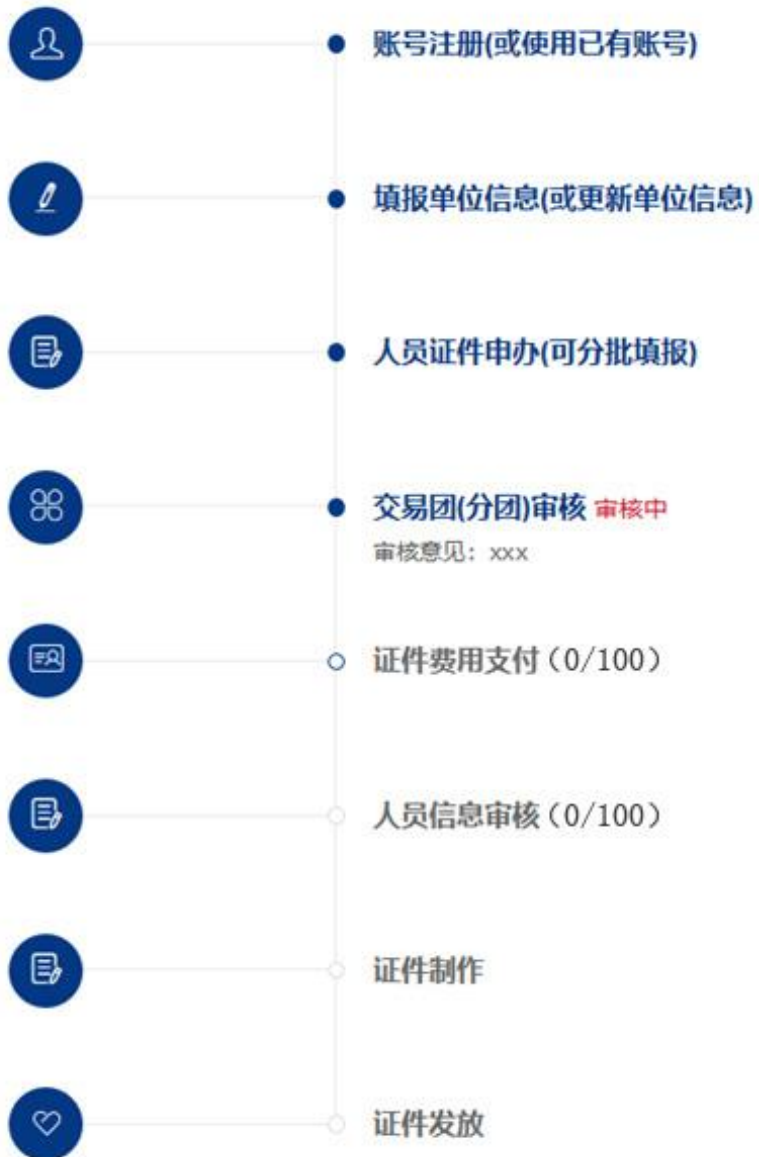 账号注册(或使用已有账号)
填报单位信息(或更新单位信息)
人员证件申办(可分批填报)
交易团(分团)审核 审核中
审核意见：xxx
证件费用支付（0/100）
人员信息审核（0/100）
证件制作
证件发放